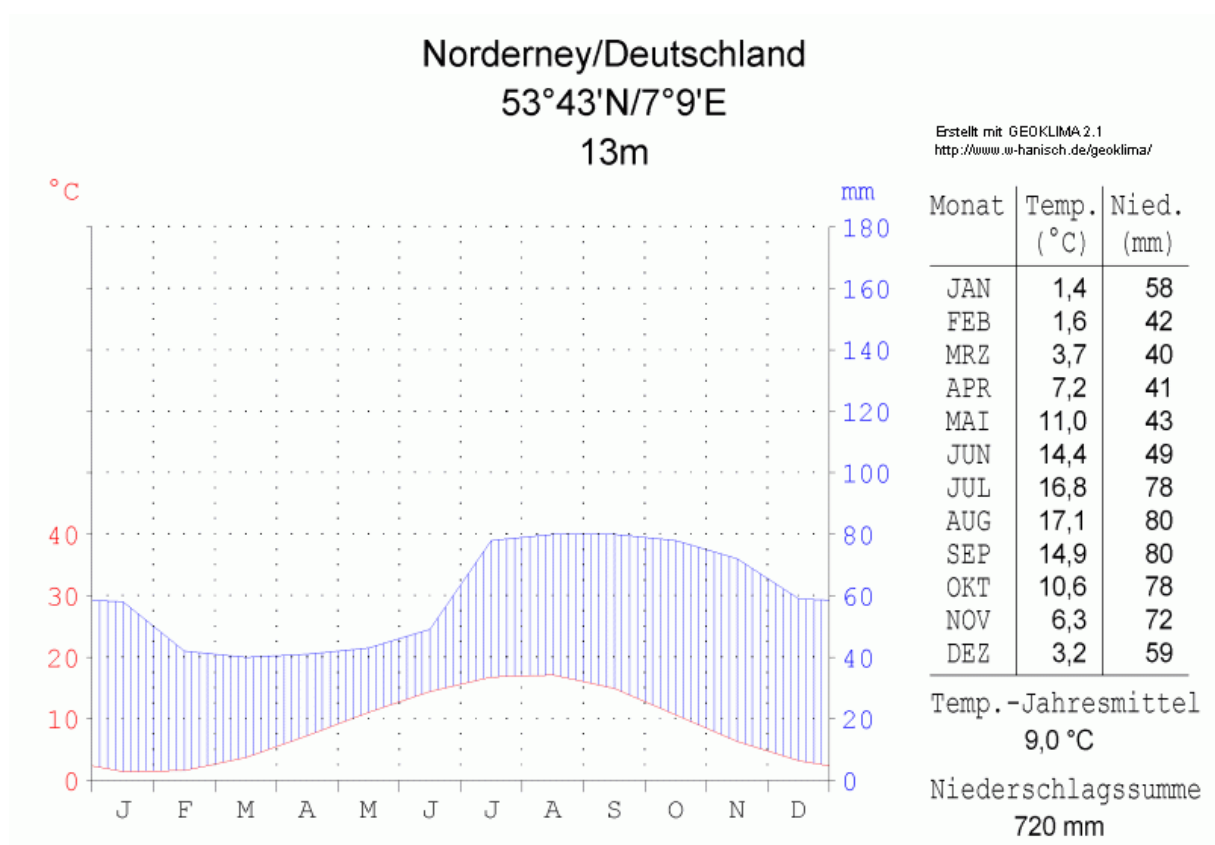 Norderney/Deutschland
53°43'N/7°9'E
13m
Erstellt mit GEOKLIMA 2.1
http://www.w-hanisch.de/geoklima/
°C
mm
180
160
140
120
100
40 80
30 60
20 40
10 20
0 0
J F M A M J J A S O N D
Monat Temp. Nied.
(°C) (mm)
JAN 1,4 58
FEB 1,6 42
MRZ 3,7 40
APR 7,2 41
MAI 11,0 43
JUN 14,4 49
JUL 16,8 78
AUG 17,1 80
SEP 14,9 80
OKT 10,6 78
NOV 6,3 72
DEZ 3,2 59
Temp.-Jahresmittel
9,0 °C
Niederschlagssumme
720 mm